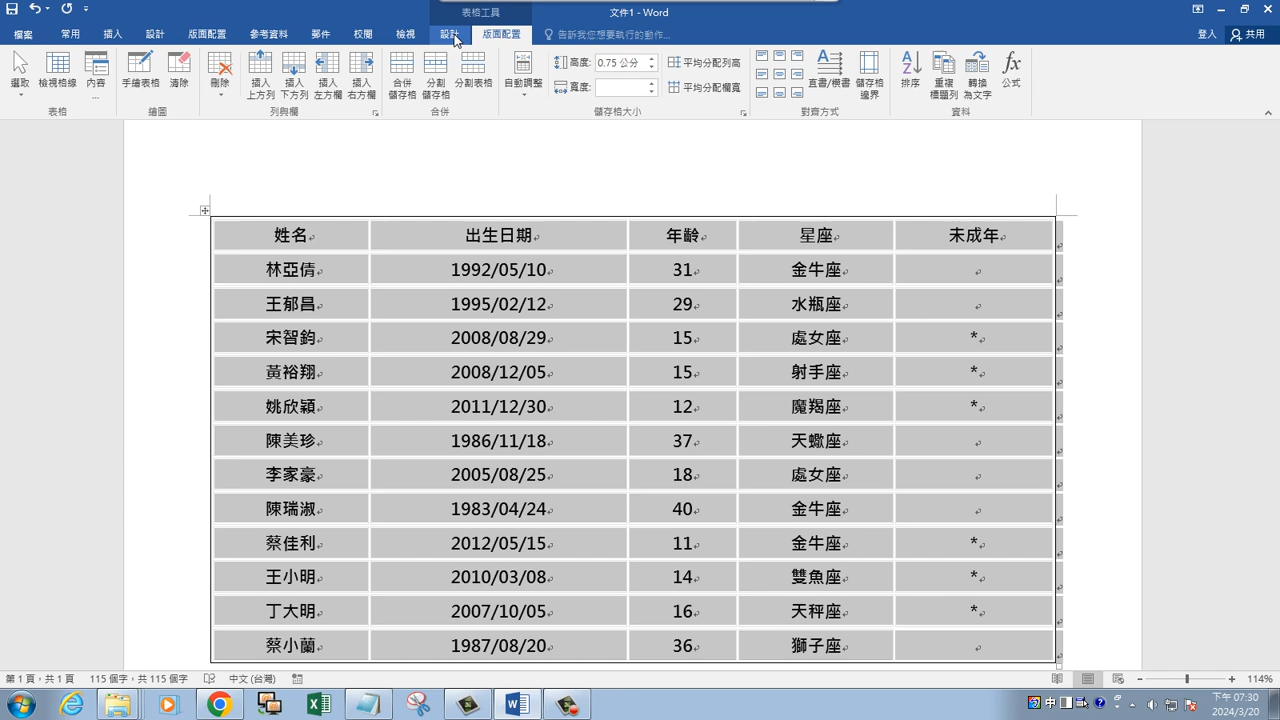 表格工具
文件1 - Word
檔案 常用 插入 設計 版面配置 參考資料 郵件 校閱 檢視 設計 版面配置 告訴我您想要執行的動作... 登入 共用
選取 檢視格線 內容 ... 手繪表格 清除 刪除 插入上方列 插入下方列 插入左方欄 插入右方欄 合併儲存格 分割儲存格 分割表格 自動調整 高度: 0.75 公分 平均分配列高 直書/橫書 儲存格邊界 排序 重複標題列 轉換為文字 fx 公式
寬度: 平均分配欄寬
表格 繪圖 列與欄 合併 儲存格大小 對齊方式 資料
姓名 出生日期 年齡 星座 未成年
林亞倩 1992/05/10 31 金牛座
王郁昌 1995/02/12 29 水瓶座
宋智鈞 2008/08/29 15 處女座 *
黃裕翔 2008/12/05 15 射手座 *
姚欣穎 2011/12/30 12 魔羯座 *
陳美珍 1986/11/18 37 天蠍座
李家豪 2005/08/25 18 處女座
陳瑞淑 1983/04/24 40 金牛座
蔡佳利 2012/05/15 11 金牛座 *
王小明 2010/03/08 14 雙魚座 *
丁大明 2007/10/05 16 天秤座 *
蔡小蘭 1987/08/20 36 獅子座
第 1 頁，共 1 頁 115 個字，共 115 個字 中文 (台灣) 114%
下午 07:30
2024/3/20